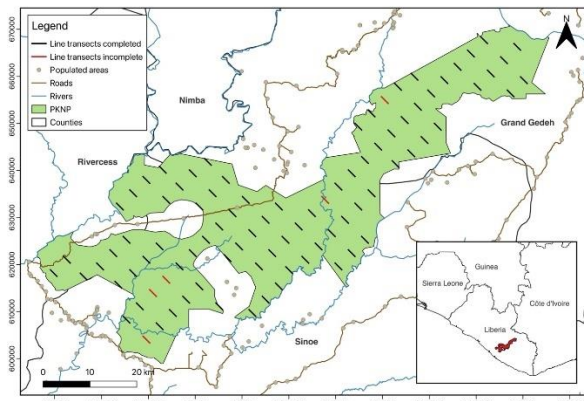 Legend
Line transects completed
Line transects incomplete
Populated areas
Roads
Rivers
PKNP
Counties
N
Nimba
Grand Gedeh
Rivercess
Sinoe
670000
660000
650000
640000
630000
620000
610000
600000
0 10 20 km
Guinea
Sierra Leone
Côte d'Ivoire
Liberia